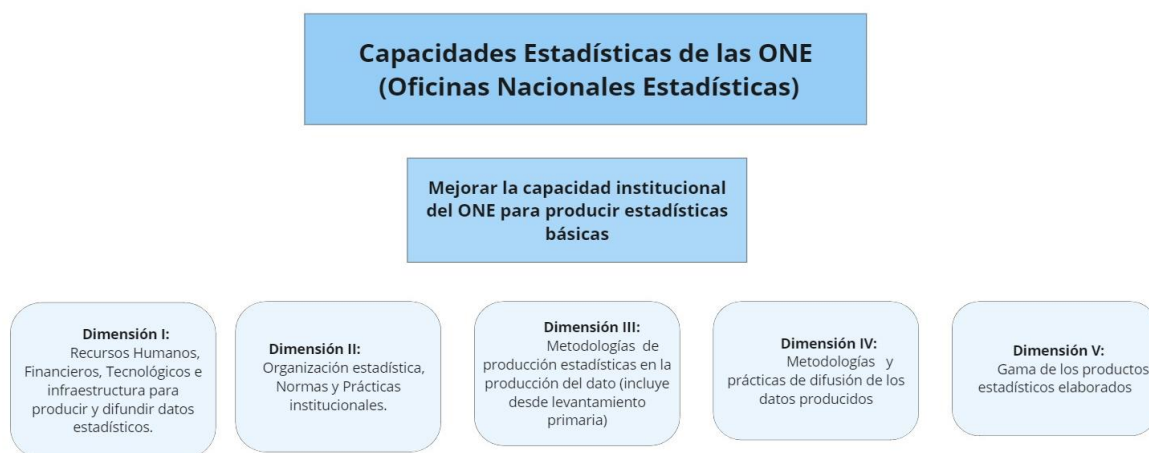 Capacidades Estadísticas de las ONE
(Oficinas Nacionales Estadísticas)
Mejorar la capacidad institucional
del ONE para producir estadísticas
básicas
Dimensión I:
Recursos Humanos,
Financieros, Tecnológicos e
infraestructura para
producir y difundir datos
estadísticos.
Dimensión II:
Organización estadística,
Normas y Prácticas
institucionales.
Dimensión III:
Metodologías de
producción estadísticas en la
producción del dato (incluye
desde levantamiento
primaria)
Dimensión IV:
Metodologías y
prácticas de difusión de los
datos producidos
Dimensión V:
Gama de los productos
estadísticos elaborados